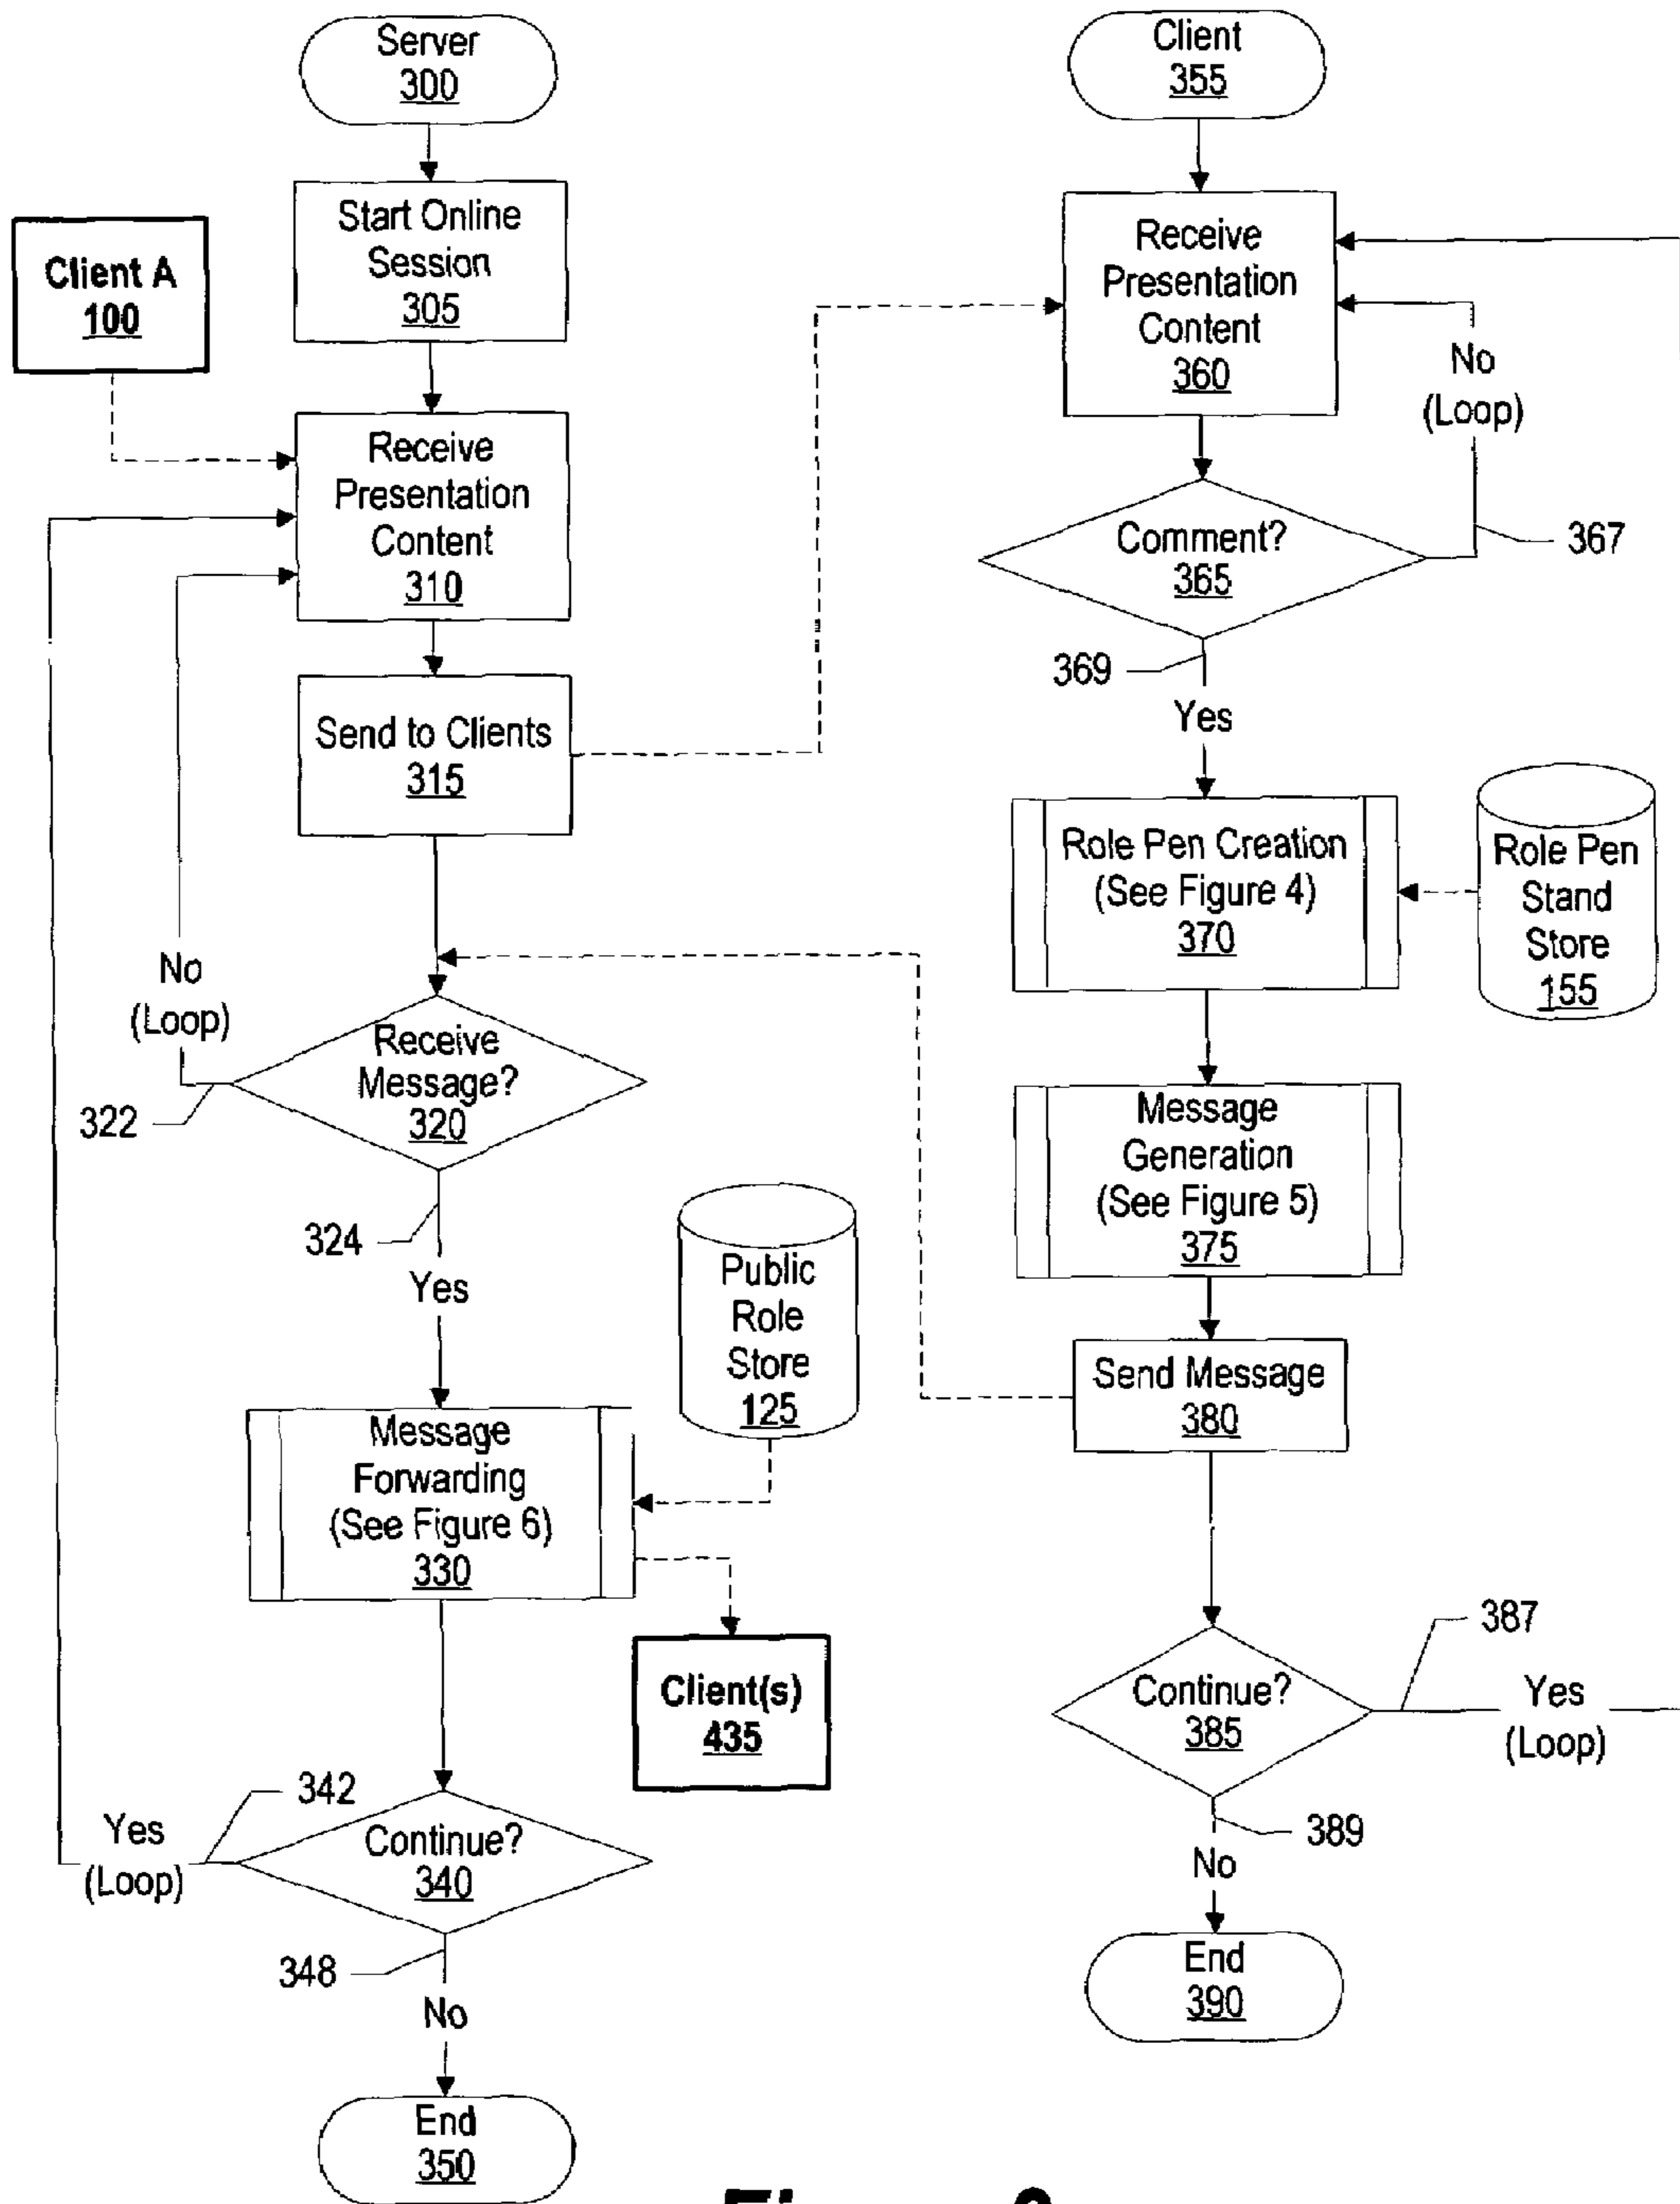 Server
300
Start Online
Session
305
Client A
100
Receive
Presentation
Content
310
Send to Clients
315
No
(Loop)
322
Receive
Message?
320
324
Yes
Public
Role
Store
125
Message
Forwarding
(See Figure 6)
330
Client(s)
435
342
Yes
(Loop)
Continue?
340
348
No
End
350
Client
355
Receive
Presentation
Content
360
No
(Loop)
367
Comment?
365
369
Yes
Role Pen Creation
(See Figure 4)
370
Role Pen
Stand
Store
155
Message
Generation
(See Figure 5)
375
Send Message
380
387
Continue?
385
Yes
(Loop)
389
No
End
390